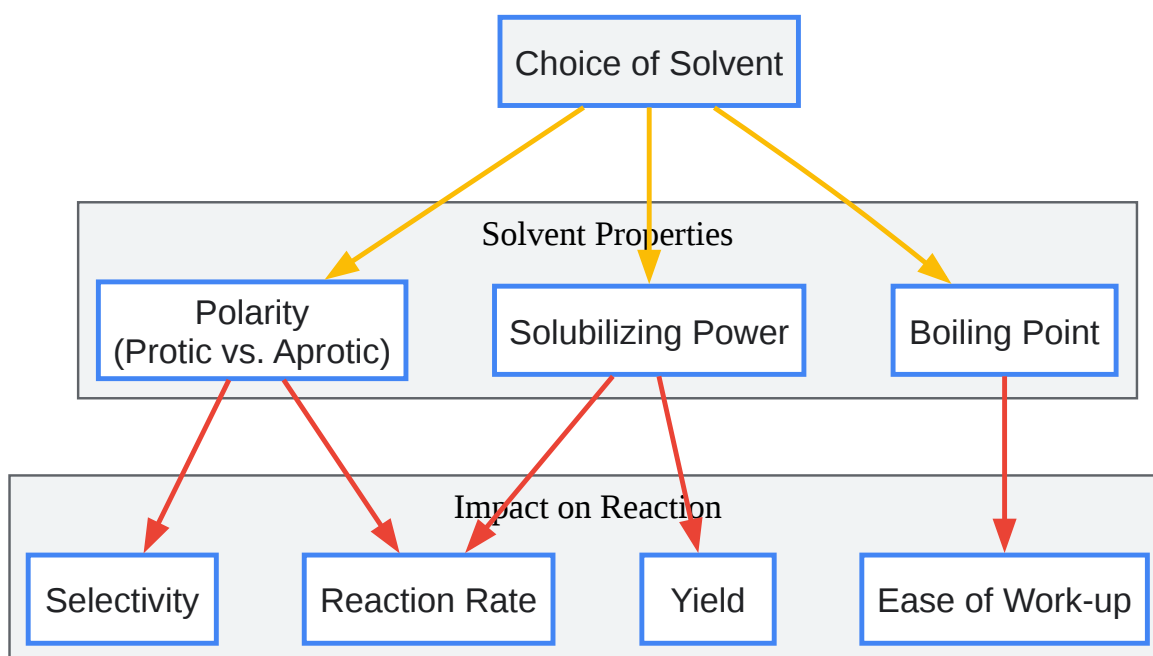 Choice of Solvent
Solvent Properties
Polarity
(Protic vs. Aprotic)
Solubilizing Power
Boiling Point
Impact on Reaction
Selectivity
Reaction Rate
Yield
Ease of Work-up